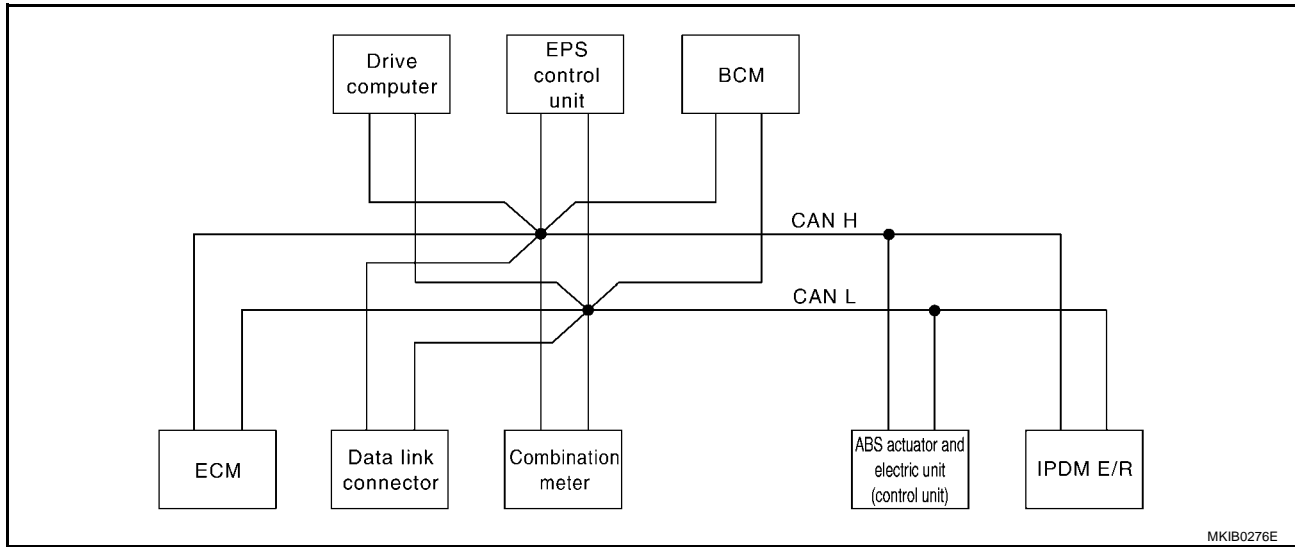 Drive
computer
EPS
control
unit
BCM
CAN H
CAN L
ECM
Data link
connector
Combination
meter
ABS actuator and
electric unit
(control unit)
IPDM E/R
MKIB0276E